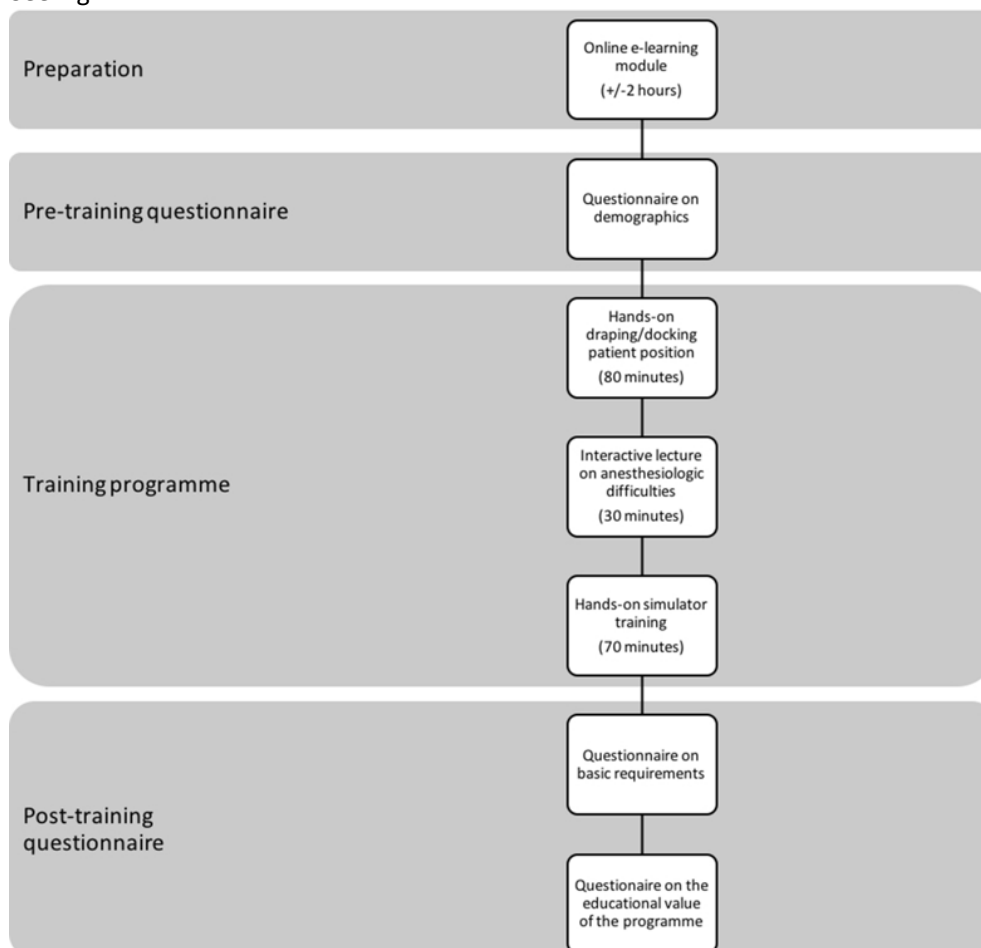 Preparation
Online e-learning
module
(+/-2 hours)
Pre-training questionnaire
Questionnaire on
demographics
Training programme
Hands-on
draping/docking
patient position
(80 minutes)
Interactive lecture
on anesthesiologic
difficulties
(30 minutes)
Hands-on simulator
training
(70 minutes)
Post-training
questionnaire
Questionnaire on
basic requirements
Questionaire on the
educational value
of the programme